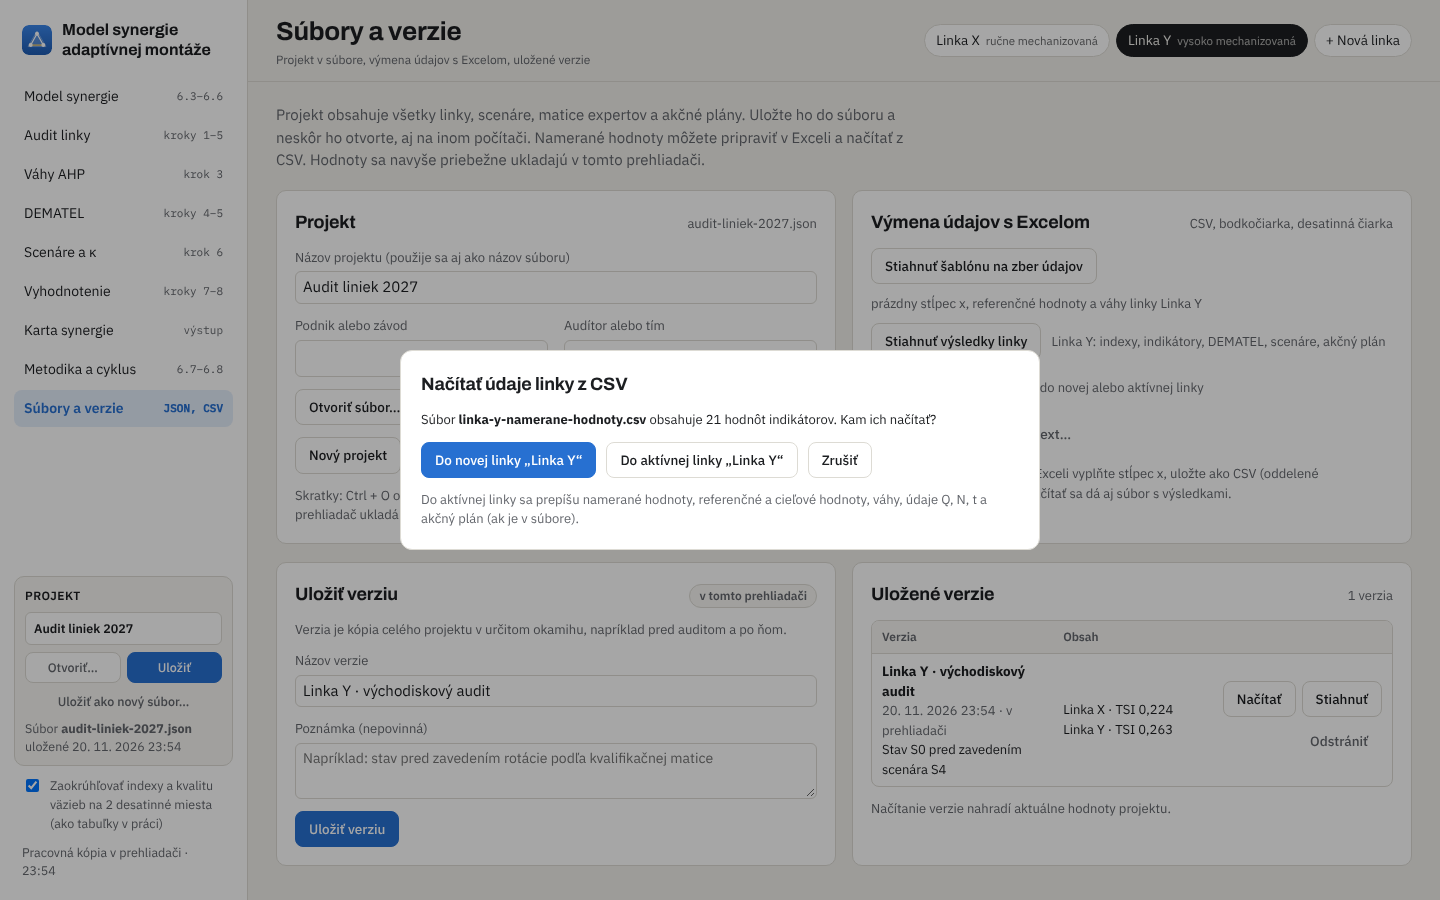 Model synergie
adaptívnej montáže
Model synergie 6.3–6.6
Audit linky kroky 1–5
Váhy AHP krok 3
DEMATEL kroky 4–5
Scenáre a κ krok 6
Vyhodnotenie kroky 7–8
Karta synergie výstup
Metodika a cyklus 6.7–6.8
Súbory a verzie JSON, CSV
PROJEKT
Audit liniek 2027
Otvoriť… Uložiť
Uložiť ako nový súbor…
Súbor audit-liniek-2027.json
uložené 20. 11. 2026 23:54
Zaokrúhľovať indexy a kvalitu
väzieb na 2 desatinné miesta
(ako tabuľky v práci)
Pracovná kópia v prehliadači ·
23:54
Súbory a verzie
Projekt v súbore, výmena údajov s Excelom, uložené verzie
Linka X ručne mechanizovaná
Linka Y vysoko mechanizovaná
+ Nová linka
Projekt obsahuje všetky linky, scenáre, matice expertov a akčné plány. Uložte ho do súboru a
neskôr ho otvorte, aj na inom počítači. Namerané hodnoty môžete pripraviť v Exceli a načítať z
CSV. Hodnoty sa navyše priebežne ukladajú v tomto prehliadači.
Projekt audit-liniek-2027.json
Názov projektu (použije sa aj ako názov súboru)
Audit liniek 2027
Podnik alebo závod Audítor alebo tím
Otvoriť súbor…
Nový projekt
Skratky: Ctrl + O o
prehliadač ukladá
Výmena údajov s Excelom CSV, bodkočiarka, desatinná čiarka
Stiahnuť šablónu na zber údajov
prázdny stĺpec x, referenčné hodnoty a váhy linky Linka Y
Stiahnuť výsledky linky Linka Y: indexy, indikátory, DEMATEL, scenáre, akčný plán
do novej alebo aktívnej linky
ext…
Exceli vyplňte stĺpec x, uložte ako CSV (oddelené
čítať sa dá aj súbor s výsledkami.
Načítať údaje linky z CSV
Súbor linka-y-namerane-hodnoty.csv obsahuje 21 hodnôt indikátorov. Kam ich načítať?
Do novej linky „Linka Y“ Do aktívnej linky „Linka Y“ Zrušiť
Do aktívnej linky sa prepíšu namerané hodnoty, referenčné a cieľové hodnoty, váhy, údaje Q, N, t a
akčný plán (ak je v súbore).
Uložiť verziu v tomto prehliadači
Verzia je kópia celého projektu v určitom okamihu, napríklad pred auditom a po ňom.
Názov verzie
Linka Y · východiskový audit
Poznámka (nepovinná)
Napríklad: stav pred zavedením rotácie podľa kvalifikačnej matice
Uložiť verziu
Uložené verzie 1 verzia
Verzia Obsah
Linka Y · východiskový
audit
20. 11. 2026 23:54 · v
prehliadači
Stav S0 pred zavedením
scenára S4
Linka X · TSI 0,224
Linka Y · TSI 0,263
Načítať Stiahnuť
Odstrániť
Načítanie verzie nahradí aktuálne hodnoty projektu.